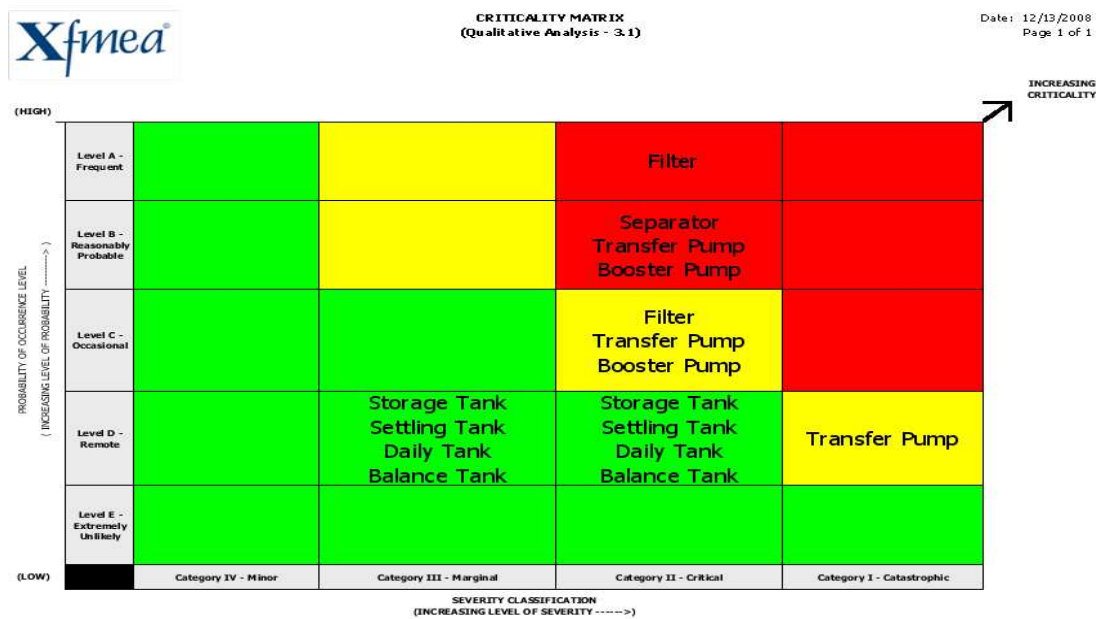 Xfmea
CRITICALITY MATRIX
(Qualitative Analysis - 3.1)
Date: 12/13/2008
Page 1 of 1
INCREASING
CRITICALITY
(HIGH)
Level A -
Frequent
Filter
Level B -
Reasonably
Probable
Separator
Transfer Pump
Booster Pump
Level C -
Occasional
Filter
Transfer Pump
Booster Pump
Level D -
Remote
Storage Tank
Settling Tank
Daily Tank
Balance Tank
Storage Tank
Settling Tank
Daily Tank
Balance Tank
Transfer Pump
Level E -
Extremely
Unlikely
PROBABILITY OF OCCURRENCE LEVEL
( INCREASING LEVEL OF PROBABILITY ---------> )
(LOW)
Category IV - Minor
Category III - Marginal
Category II - Critical
Category I - Catastrophic
SEVERITY CLASSIFICATION
(INCREASING LEVEL OF SEVERITY ------>)